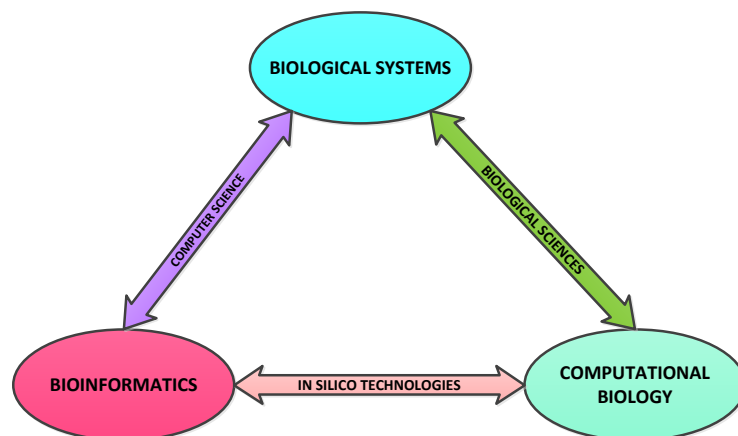 BIOLOGICAL SYSTEMS
COMPUTER SCIENCE
BIOLOGICAL SCIENCES
BIOINFORMATICS
IN SILICO TECHNOLOGIES
COMPUTATIONAL
BIOLOGY